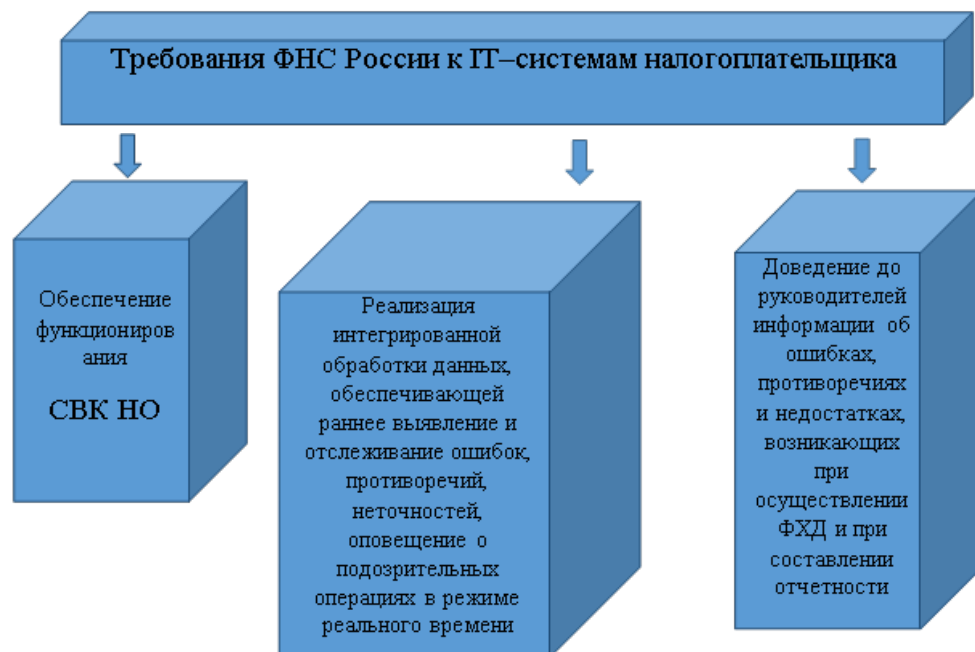 Требования ФНС России к IT–системам налогоплательщика
Обеспечение
функциониров
ания
СВК НО
Реализация
интегрированной
обработки данных,
обеспечивающей
раннее выявление и
отслеживание ошибок,
противоречий,
неточностей,
оповещение о
подозрительных
операциях в режиме
реального времени
Доведение до
руководителей
информации об
ошибках,
противоречиях
и недостатках,
возникающих
при
осуществлении
ФХД и при
составлении
отчетности